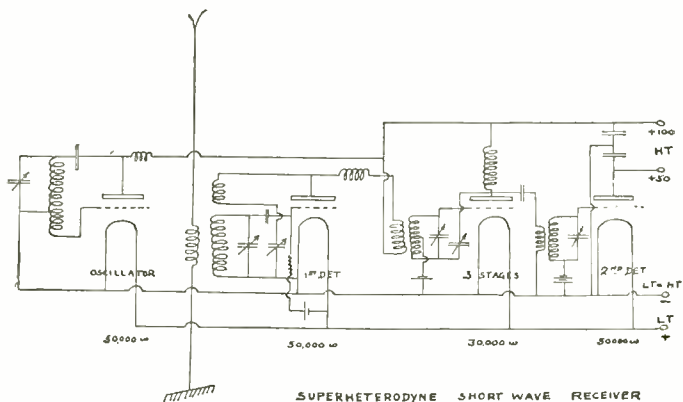 +100
HT
+50
OSCILLATOR
1ST DET
3 STAGES
2ND DET
LT- HT
-
LT
+
50,000 ω
50,000 ω
30,000 ω
50000 ω
SUPERHETERODYNE SHORT WAVE RECEIVER